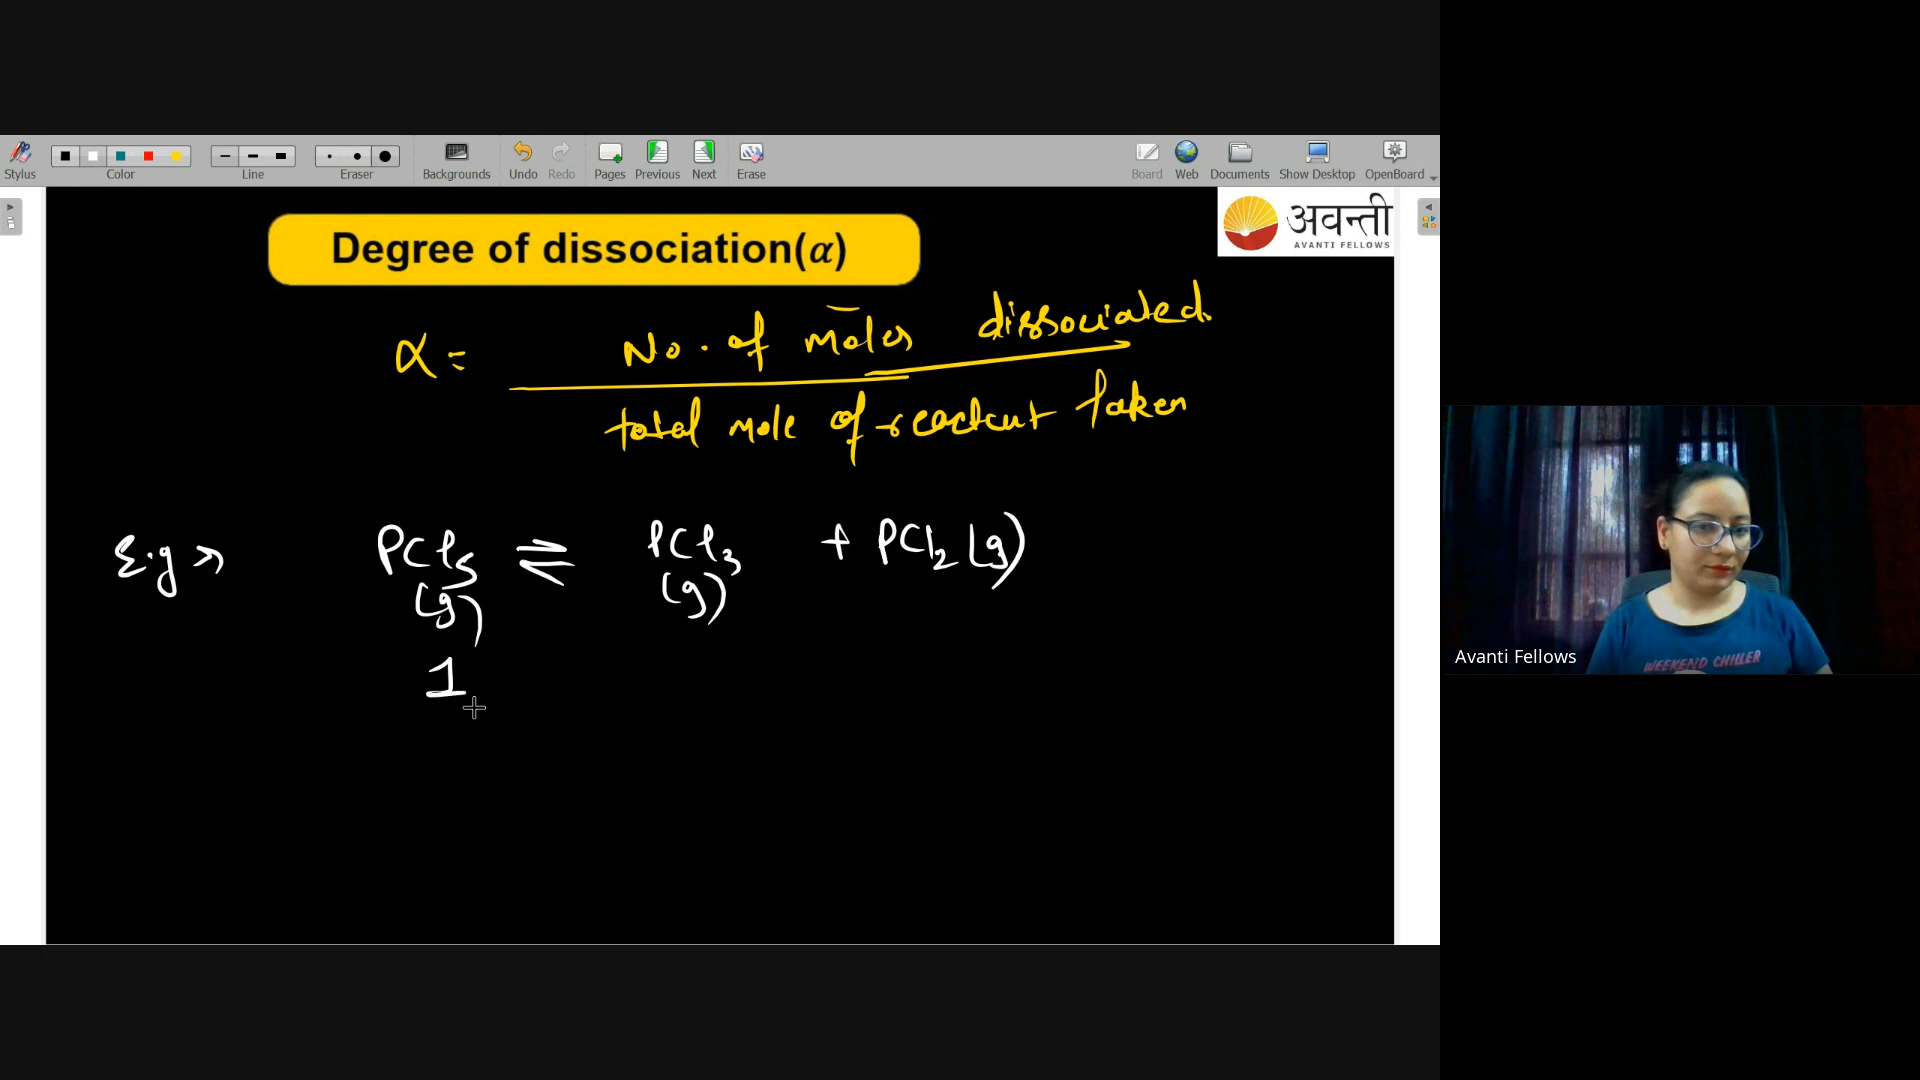 Stylus
Color
Line
Eraser
Backgrounds
Undo
Redo
Pages
Previous
Next
Erase
Board
Web
Documents
Show Desktop
OpenBoard
अवन्ती
AVANTI FELLOWS
Degree of dissociation(α)
α = No. of moles dissociated
total mole of reactant taken
E.g → PCl5 ⇌ PCl3 + PCl2 (g)
(g) (g)
1
WEEKEND CHILLER
Avanti Fellows